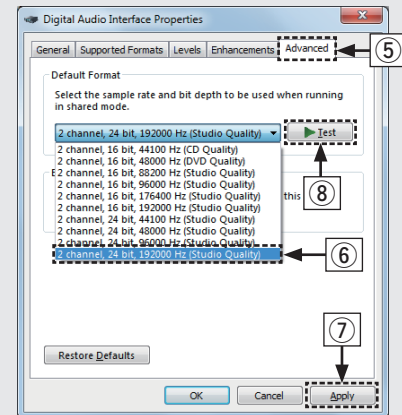 Digital Audio Interface Properties
General Supported Formats Levels Enhancements Advanced
⑤
Default Format
Select the sample rate and bit depth to be used when running
in shared mode.
2 channel, 24 bit, 192000 Hz (Studio Quality) Test
2 channel, 16 bit, 44100 Hz (CD Quality)
2 channel, 16 bit, 48000 Hz (DVD Quality)
E 2 channel, 16 bit, 88200 Hz (Studio Quality)
2 channel, 16 bit, 96000 Hz (Studio Quality)
2 channel, 16 bit, 176400 Hz (Studio Quality) this
2 channel, 16 bit, 192000 Hz (Studio Quality)
⑧
2 channel, 24 bit, 44100 Hz (Studio Quality)
2 channel, 24 bit, 48000 Hz (Studio Quality)
2 channel, 24 bit, 96000 Hz (Studio Quality)
2 channel, 24 bit, 192000 Hz (Studio Quality)
⑥
⑦
Restore Defaults
OK Cancel Apply